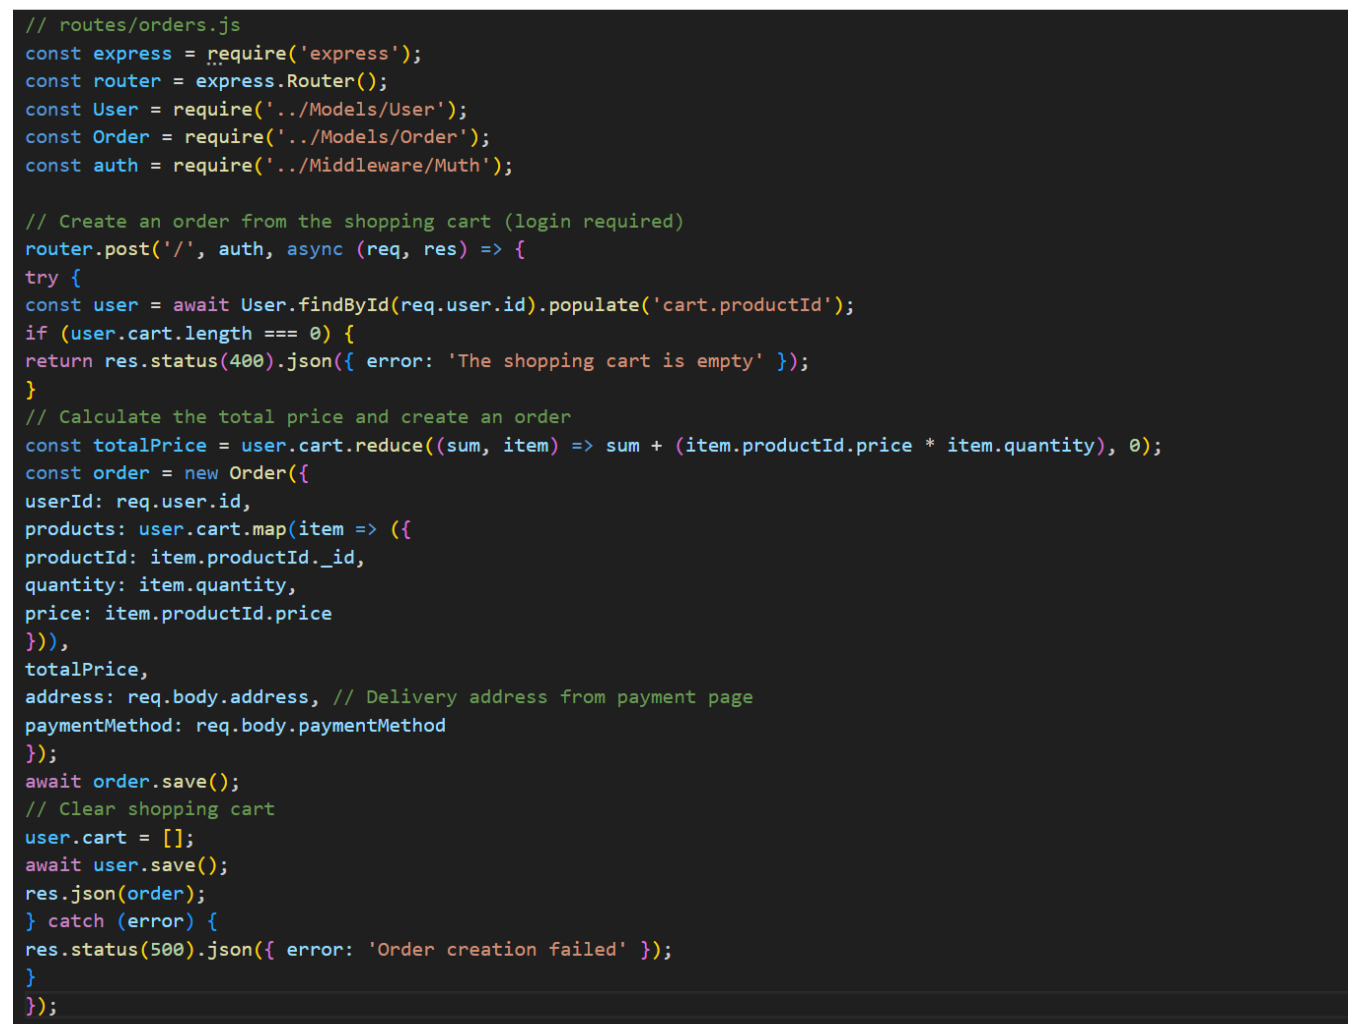 // routes/orders.js
const express = require('express');
const router = express.Router();
const User = require('../Models/User');
const Order = require('../Models/Order');
const auth = require('../Middleware/Muth');
// Create an order from the shopping cart (login required)
router.post('/', auth, async (req, res) => {
try {
const user = await User.findById(req.user.id).populate('cart.productId');
if (user.cart.length === 0) {
return res.status(400).json({ error: 'The shopping cart is empty' });
}
// Calculate the total price and create an order
const totalPrice = user.cart.reduce((sum, item) => sum + (item.productId.price * item.quantity), 0);
const order = new Order({
userId: req.user.id,
products: user.cart.map(item => ({
productId: item.productId._id,
quantity: item.quantity,
price: item.productId.price
})),
totalPrice,
address: req.body.address, // Delivery address from payment page
paymentMethod: req.body.paymentMethod
});
await order.save();
// Clear shopping cart
user.cart = [];
await user.save();
res.json(order);
} catch (error) {
res.status(500).json({ error: 'Order creation failed' });
}
});